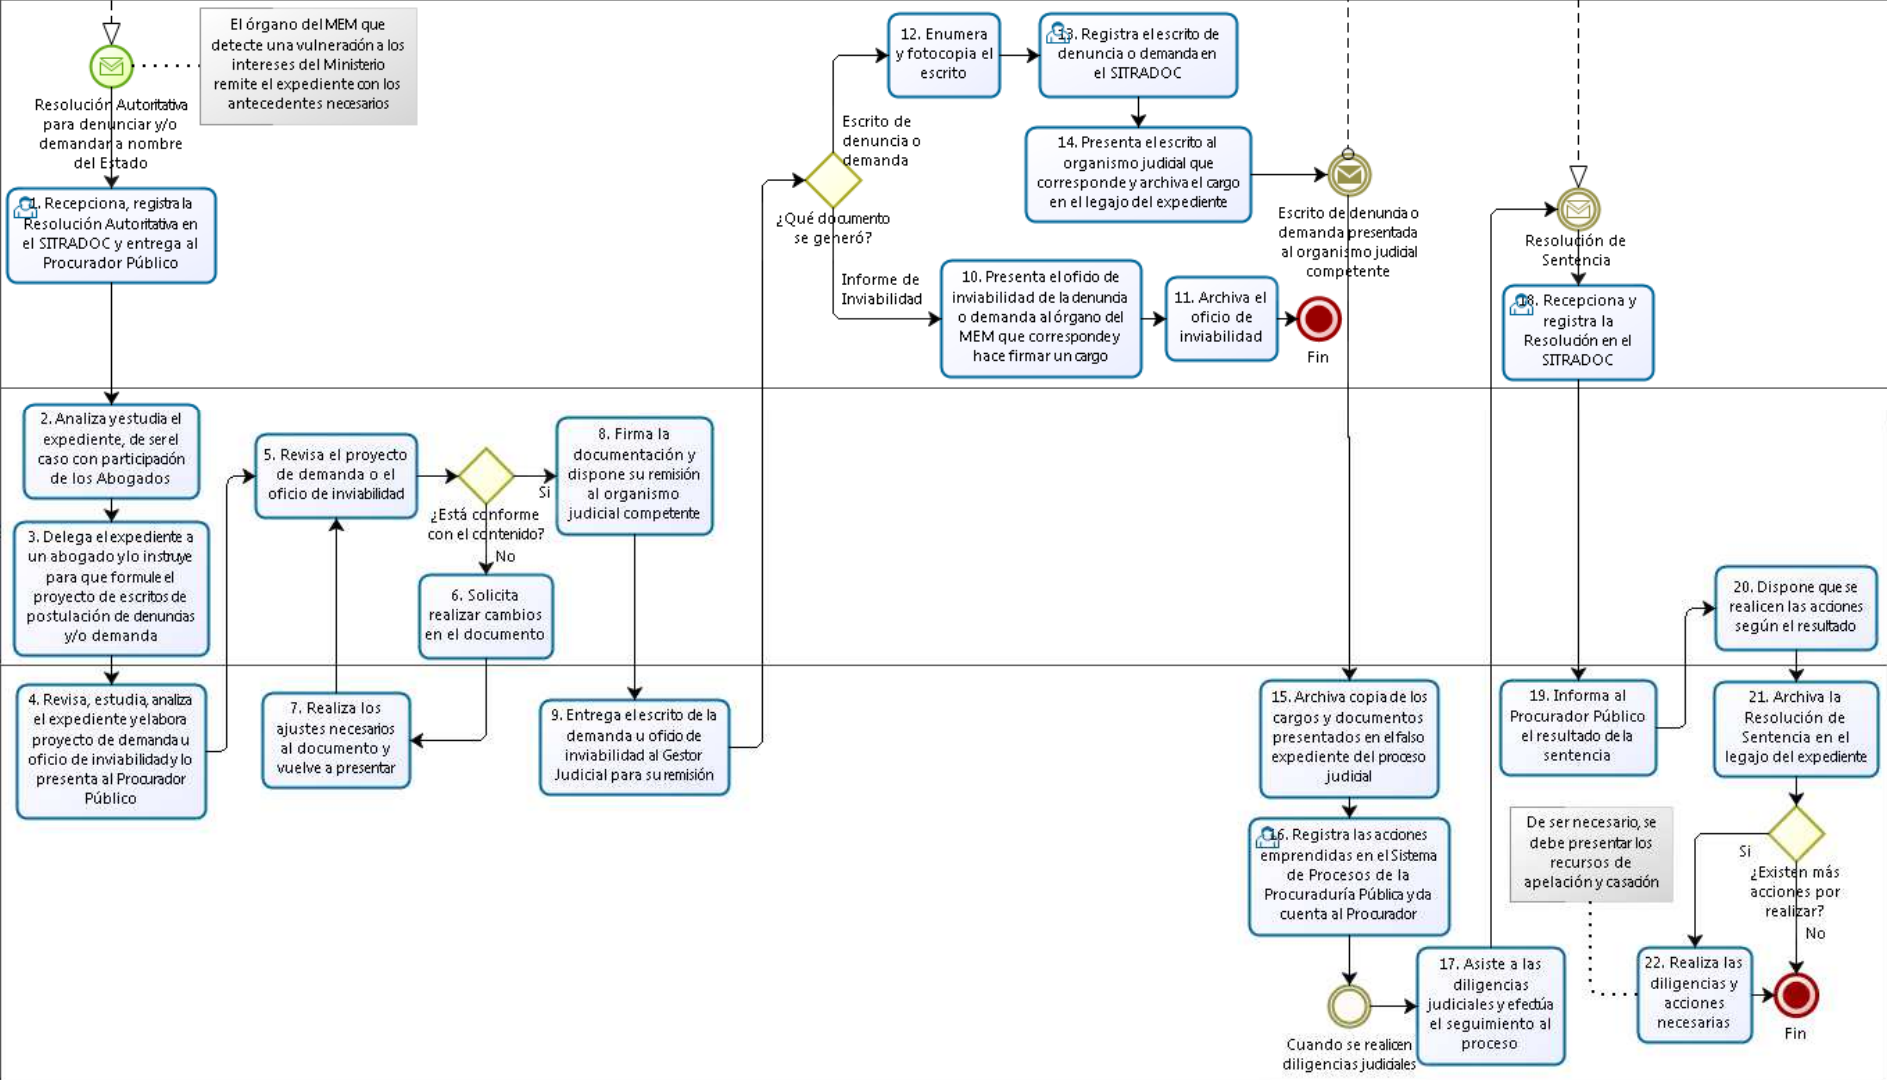 El órgano del MEM que
detecte una vulneración a los
intereses del Ministerio
remite el expediente con los
antecedentes necesarios
Resolución Autoritativa
para denunciar y/o
demandar a nombre
del Estado
1. Recepciona, registra la
Resolución Autoritativa en
el SITRADOC y entrega al
Procurador Público
2. Analiza y estudia el
expediente, de ser el
caso con participación
de los Abogados
3. Delega el expediente a
un abogado y lo instruye
para que formule el
proyecto de escritos de
postulación de denuncias
y/o demanda
4. Revisa, estudia, analiza
el expediente y elabora
proyecto de demanda u
oficio de inviabilidad y lo
presenta al Procurador
Público
5. Revisa el proyecto
de demanda o el
oficio de inviabilidad
¿Está conforme
con el contenido?
Si
No
6. Solicita
realizar cambios
en el documento
7. Realiza los
ajustes necesarios
al documento y
vuelve a presentar
8. Firma la
documentación y
dispone su remisión
al organismo
judicial competente
9. Entrega el escrito de la
demanda u oficio de
inviabilidad al Gestor
Judicial para su remisión
¿Qué documento
se generó?
Escrito de
denuncia o
demanda
Informe de
Inviabilidad
10. Presenta el oficio de
inviabilidad de la denuncia
o demanda al órgano del
MEM que corresponde y
hace firmar un cargo
11. Archiva el
oficio de
inviabilidad
Fin
12. Enumera
y fotocopia el
escrito
13. Registra el escrito de
denuncia o demanda en
el SITRADOC
14. Presenta el escrito al
organismo judicial que
corresponde y archiva el cargo
en el legajo del expediente
Escrito de denuncia o
demanda presentada
al organismo judicial
competente
15. Archiva copia de los
cargos y documentos
presentados en el falso
expediente del proceso
judicial
16. Registra las acciones
emprendidas en el Sistema
de Procesos de la
Procuraduría Pública y da
cuenta al Procurador
Cuando se realicen
diligencias judiciales
17. Asiste a las
diligencias
judiciales y efectúa
el seguimiento al
proceso
Resolución de
Sentencia
18. Recepciona y
registra la
Resolución en el
SITRADOC
19. Informa al
Procurador Público
el resultado de la
sentencia
20. Dispone que se
realicen las acciones
según el resultado
21. Archiva la
Resolución de
Sentencia en el
legajo del expediente
¿Existen más
acciones por
realizar?
Si
No
De ser necesario, se
debe presentar los
recursos de
apelación y casación
22. Realiza las
diligencias y
acciones
necesarias
Fin